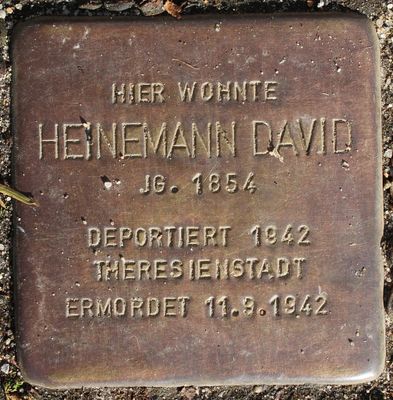 HIER WOHNTE
HEINEMANN DAVID
JG. 1854
DEPORTIERT 1942
THERESIENSTADT
ERMORDET 11.9.1942